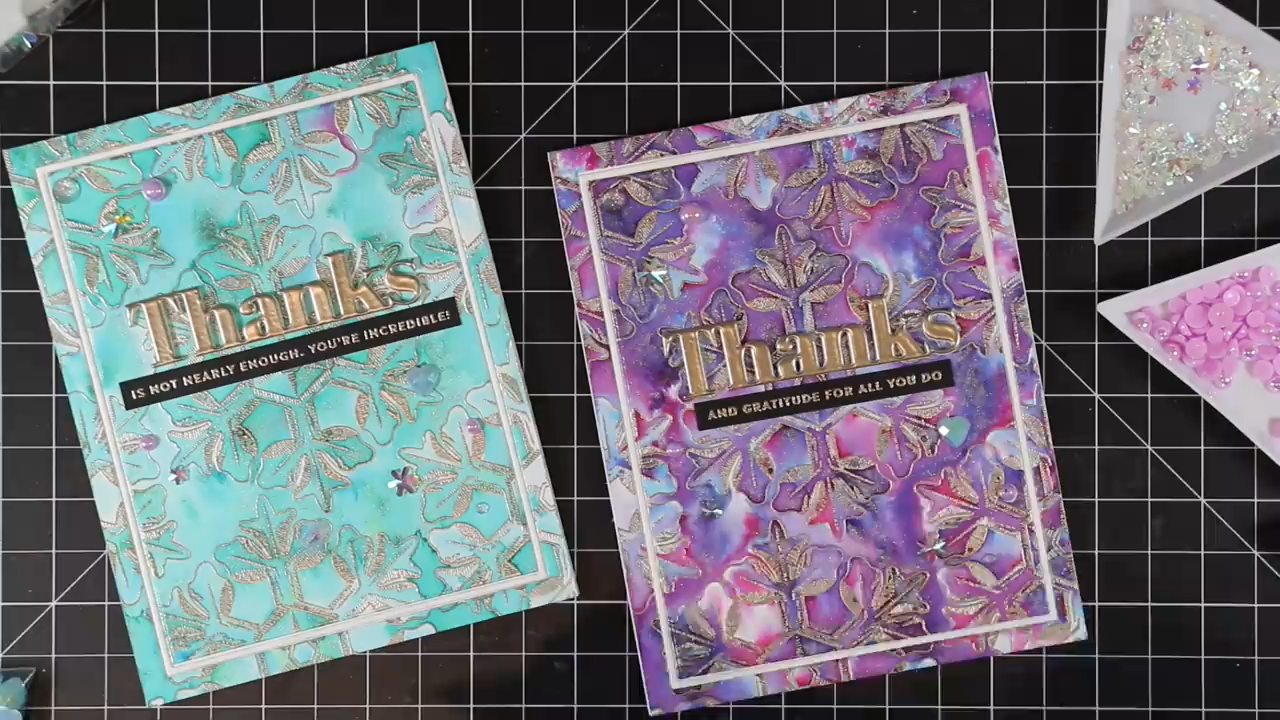 Thanks
IS NOT NEARLY ENOUGH. YOU'RE INCREDIBLE!
Thanks
AND GRATITUDE FOR ALL YOU DO